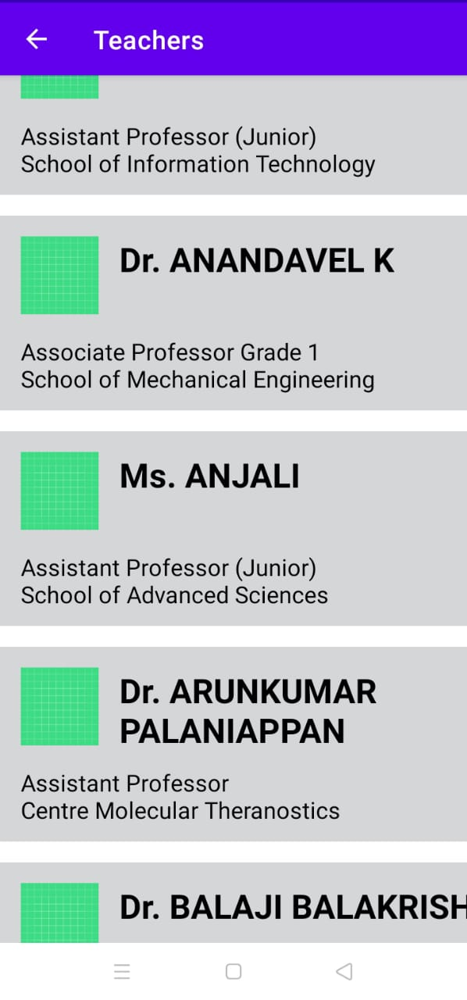 Teachers
Assistant Professor (Junior)
School of Information Technology
Dr. ANANDAVEL K
Associate Professor Grade 1
School of Mechanical Engineering
Ms. ANJALI
Assistant Professor (Junior)
School of Advanced Sciences
Dr. ARUNKUMAR
PALANIAPPAN
Assistant Professor
Centre Molecular Theranostics
Dr. BALAJI BALAKRISH